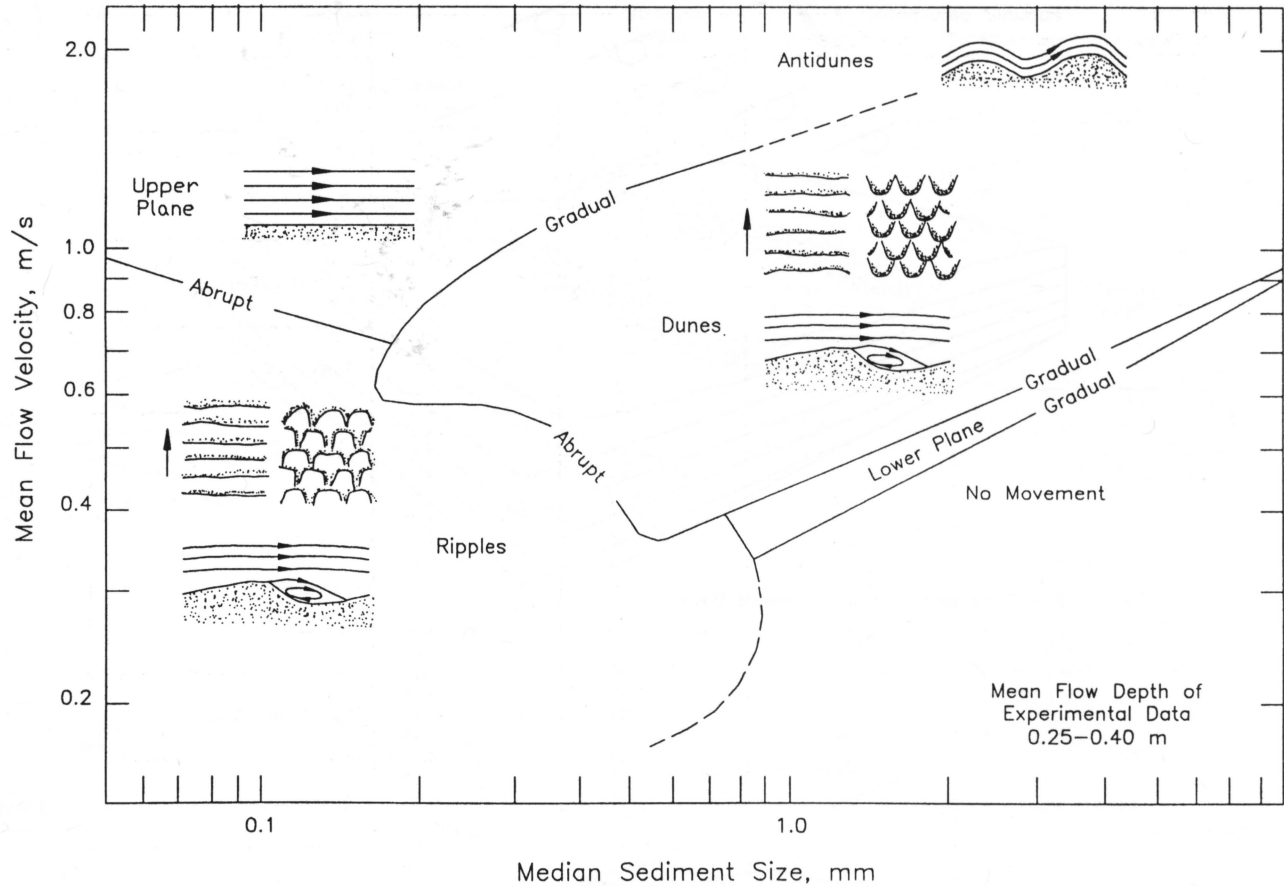 2.0
1.0
0.8
0.6
0.4
0.2
Mean Flow Velocity, m/s
Antidunes
Upper
Plane
Gradual
Abrupt
Dunes
Abrupt
Gradual
Gradual
Lower Plane
No Movement
Ripples
Mean Flow Depth of
Experimental Data
0.25–0.40 m
0.1
1.0
Median Sediment Size, mm